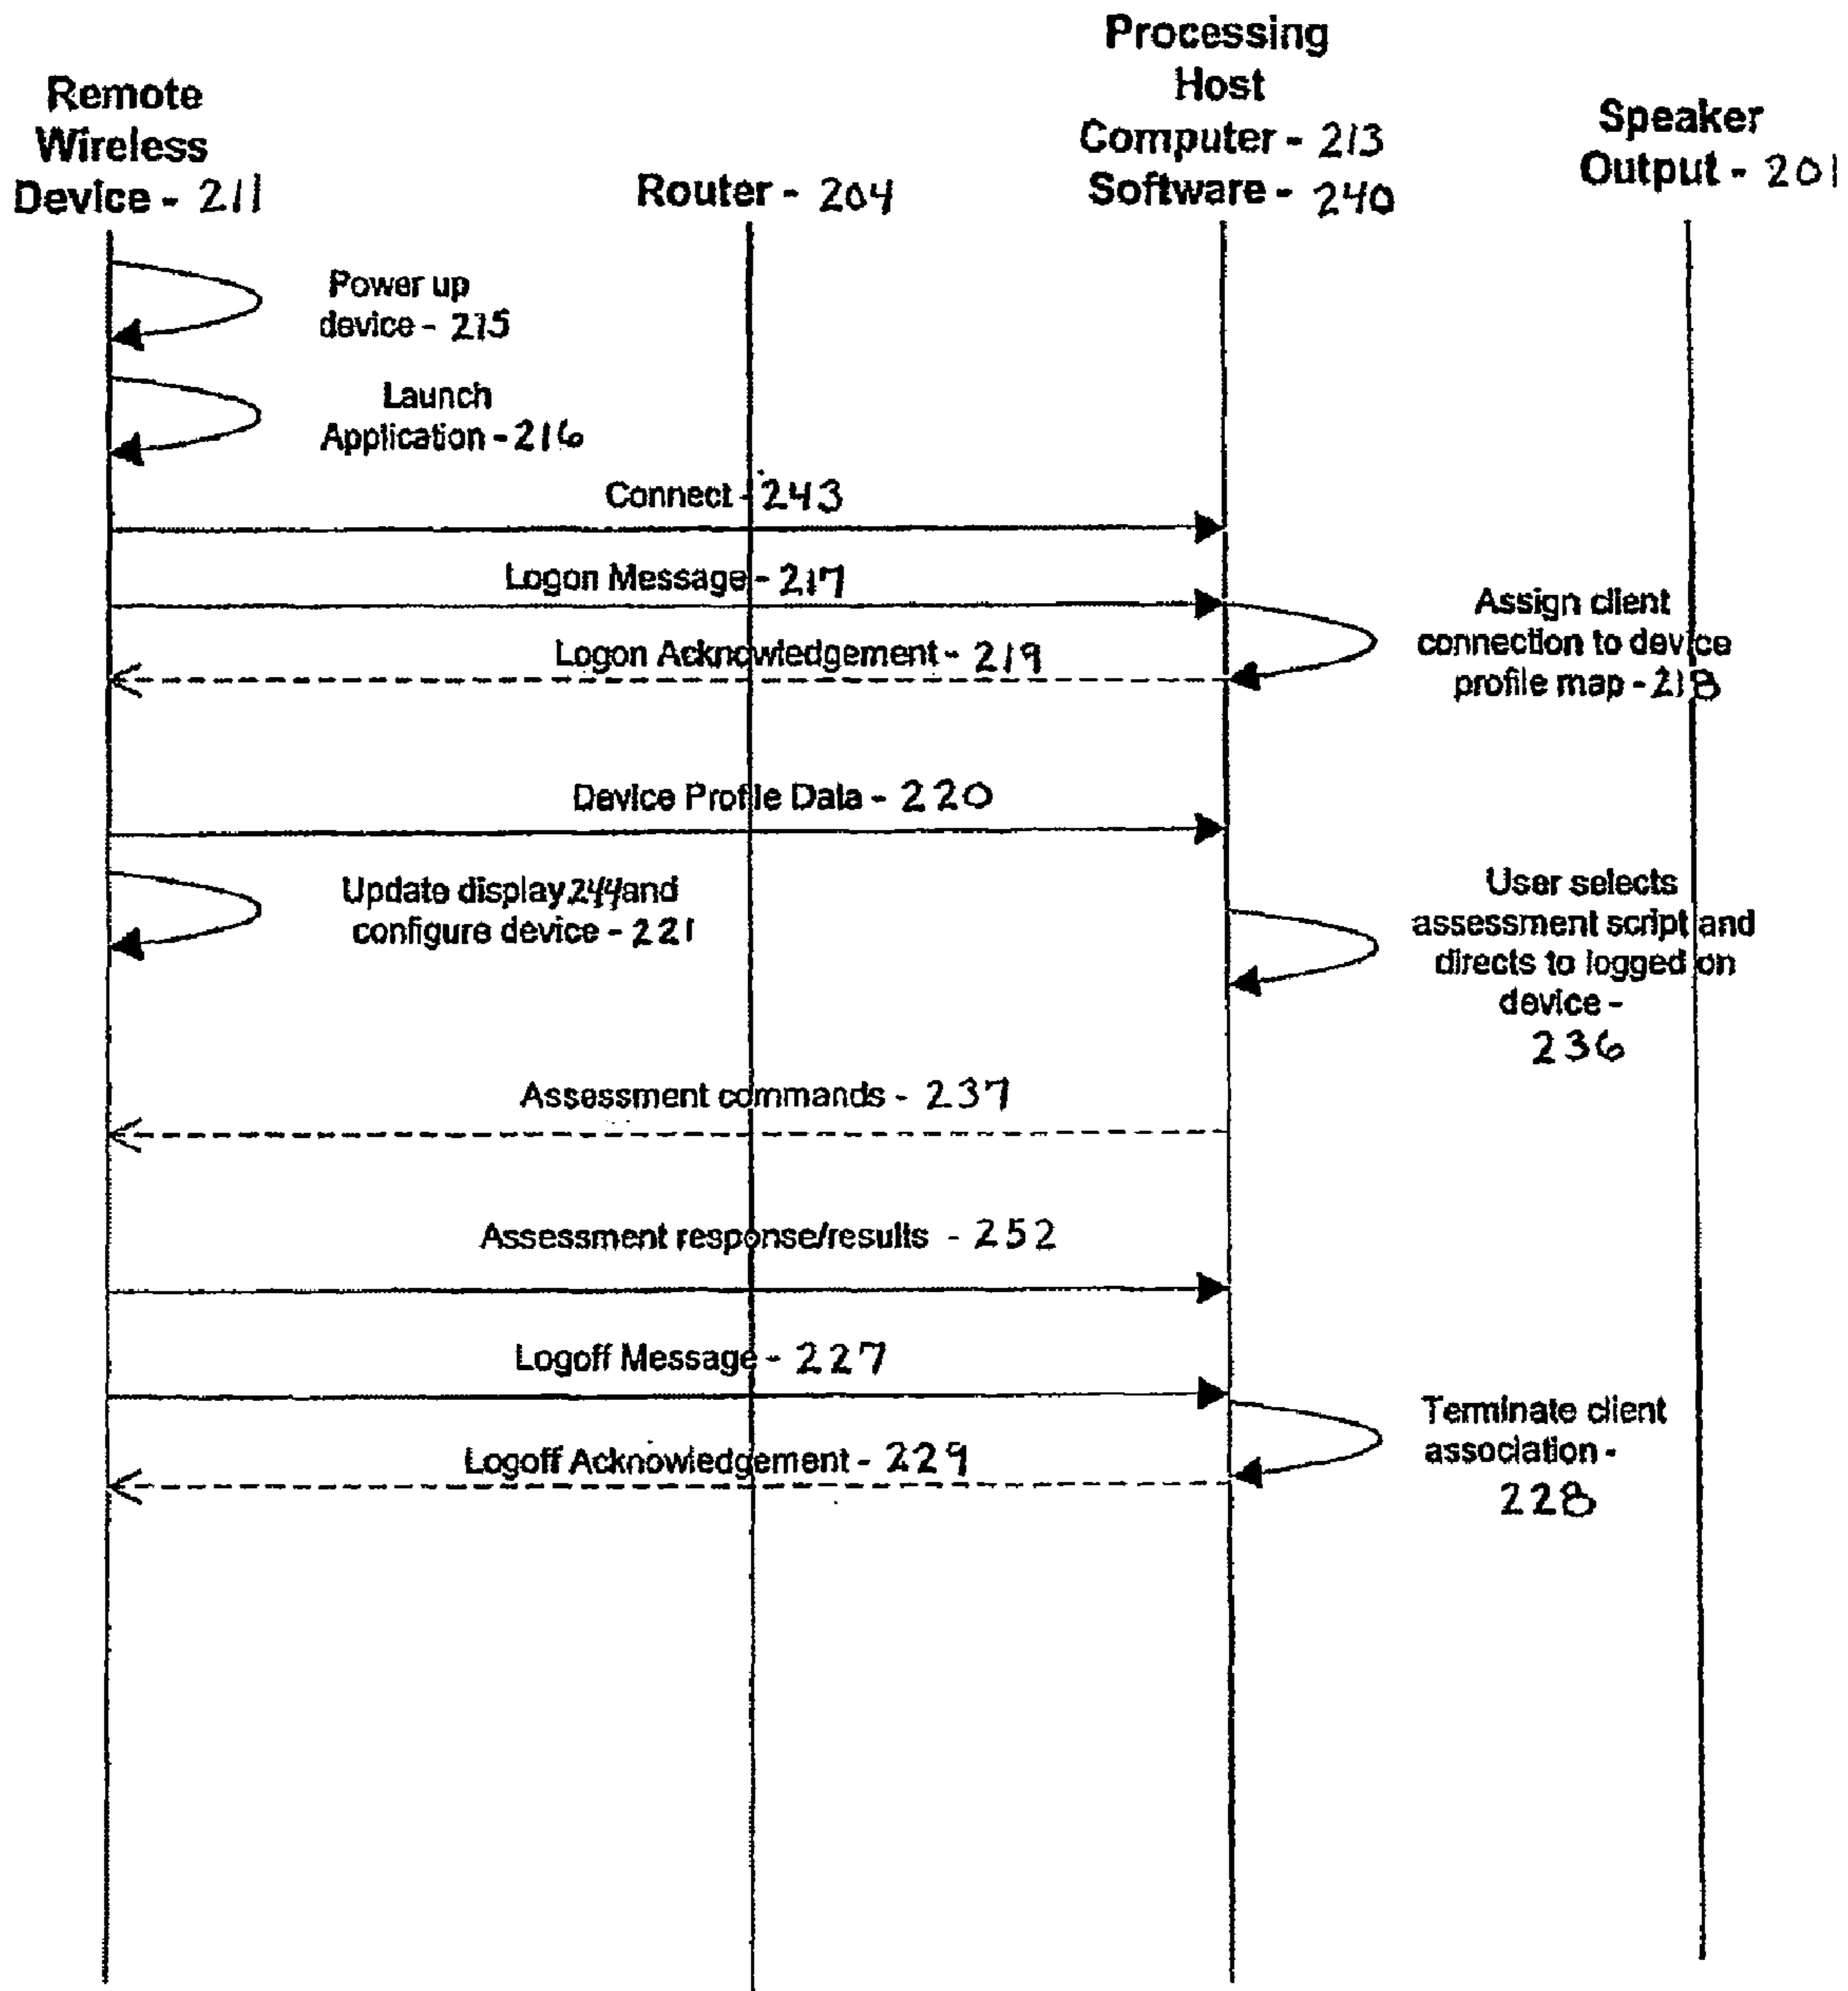 Remote
Wireless
Device - 211
Router - 204
Processing
Host
Computer - 213
Software - 240
Speaker
Output - 201
Power up
device - 215
Launch
Application - 216
Connect - 243
Logon Message - 217
Assign client
connection to device
profile map - 218
Logon Acknowledgement - 219
Device Profile Data - 220
Update display 244 and
configure device - 221
User selects
assessment script and
directs to logged on
device -
236
Assessment commands - 237
Assessment response/results - 252
Logoff Message - 227
Terminate client
association -
228
Logoff Acknowledgement - 229